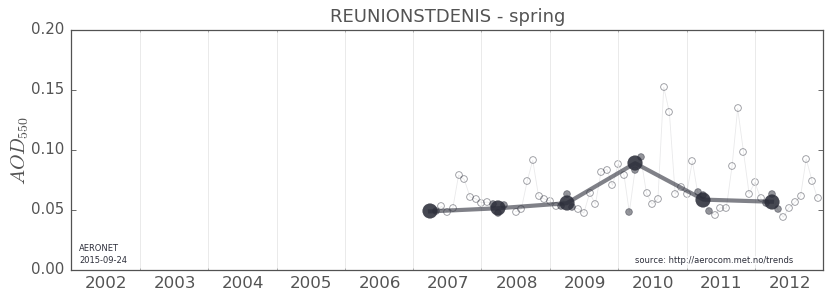 REUNIONSTDENIS - spring
0.20
0.15
0.10
0.05
0.00
AOD550
AERONET
2015-09-24
source: http://aerocom.met.no/trends
2002 2003 2004 2005 2006 2007 2008 2009 2010 2011 2012